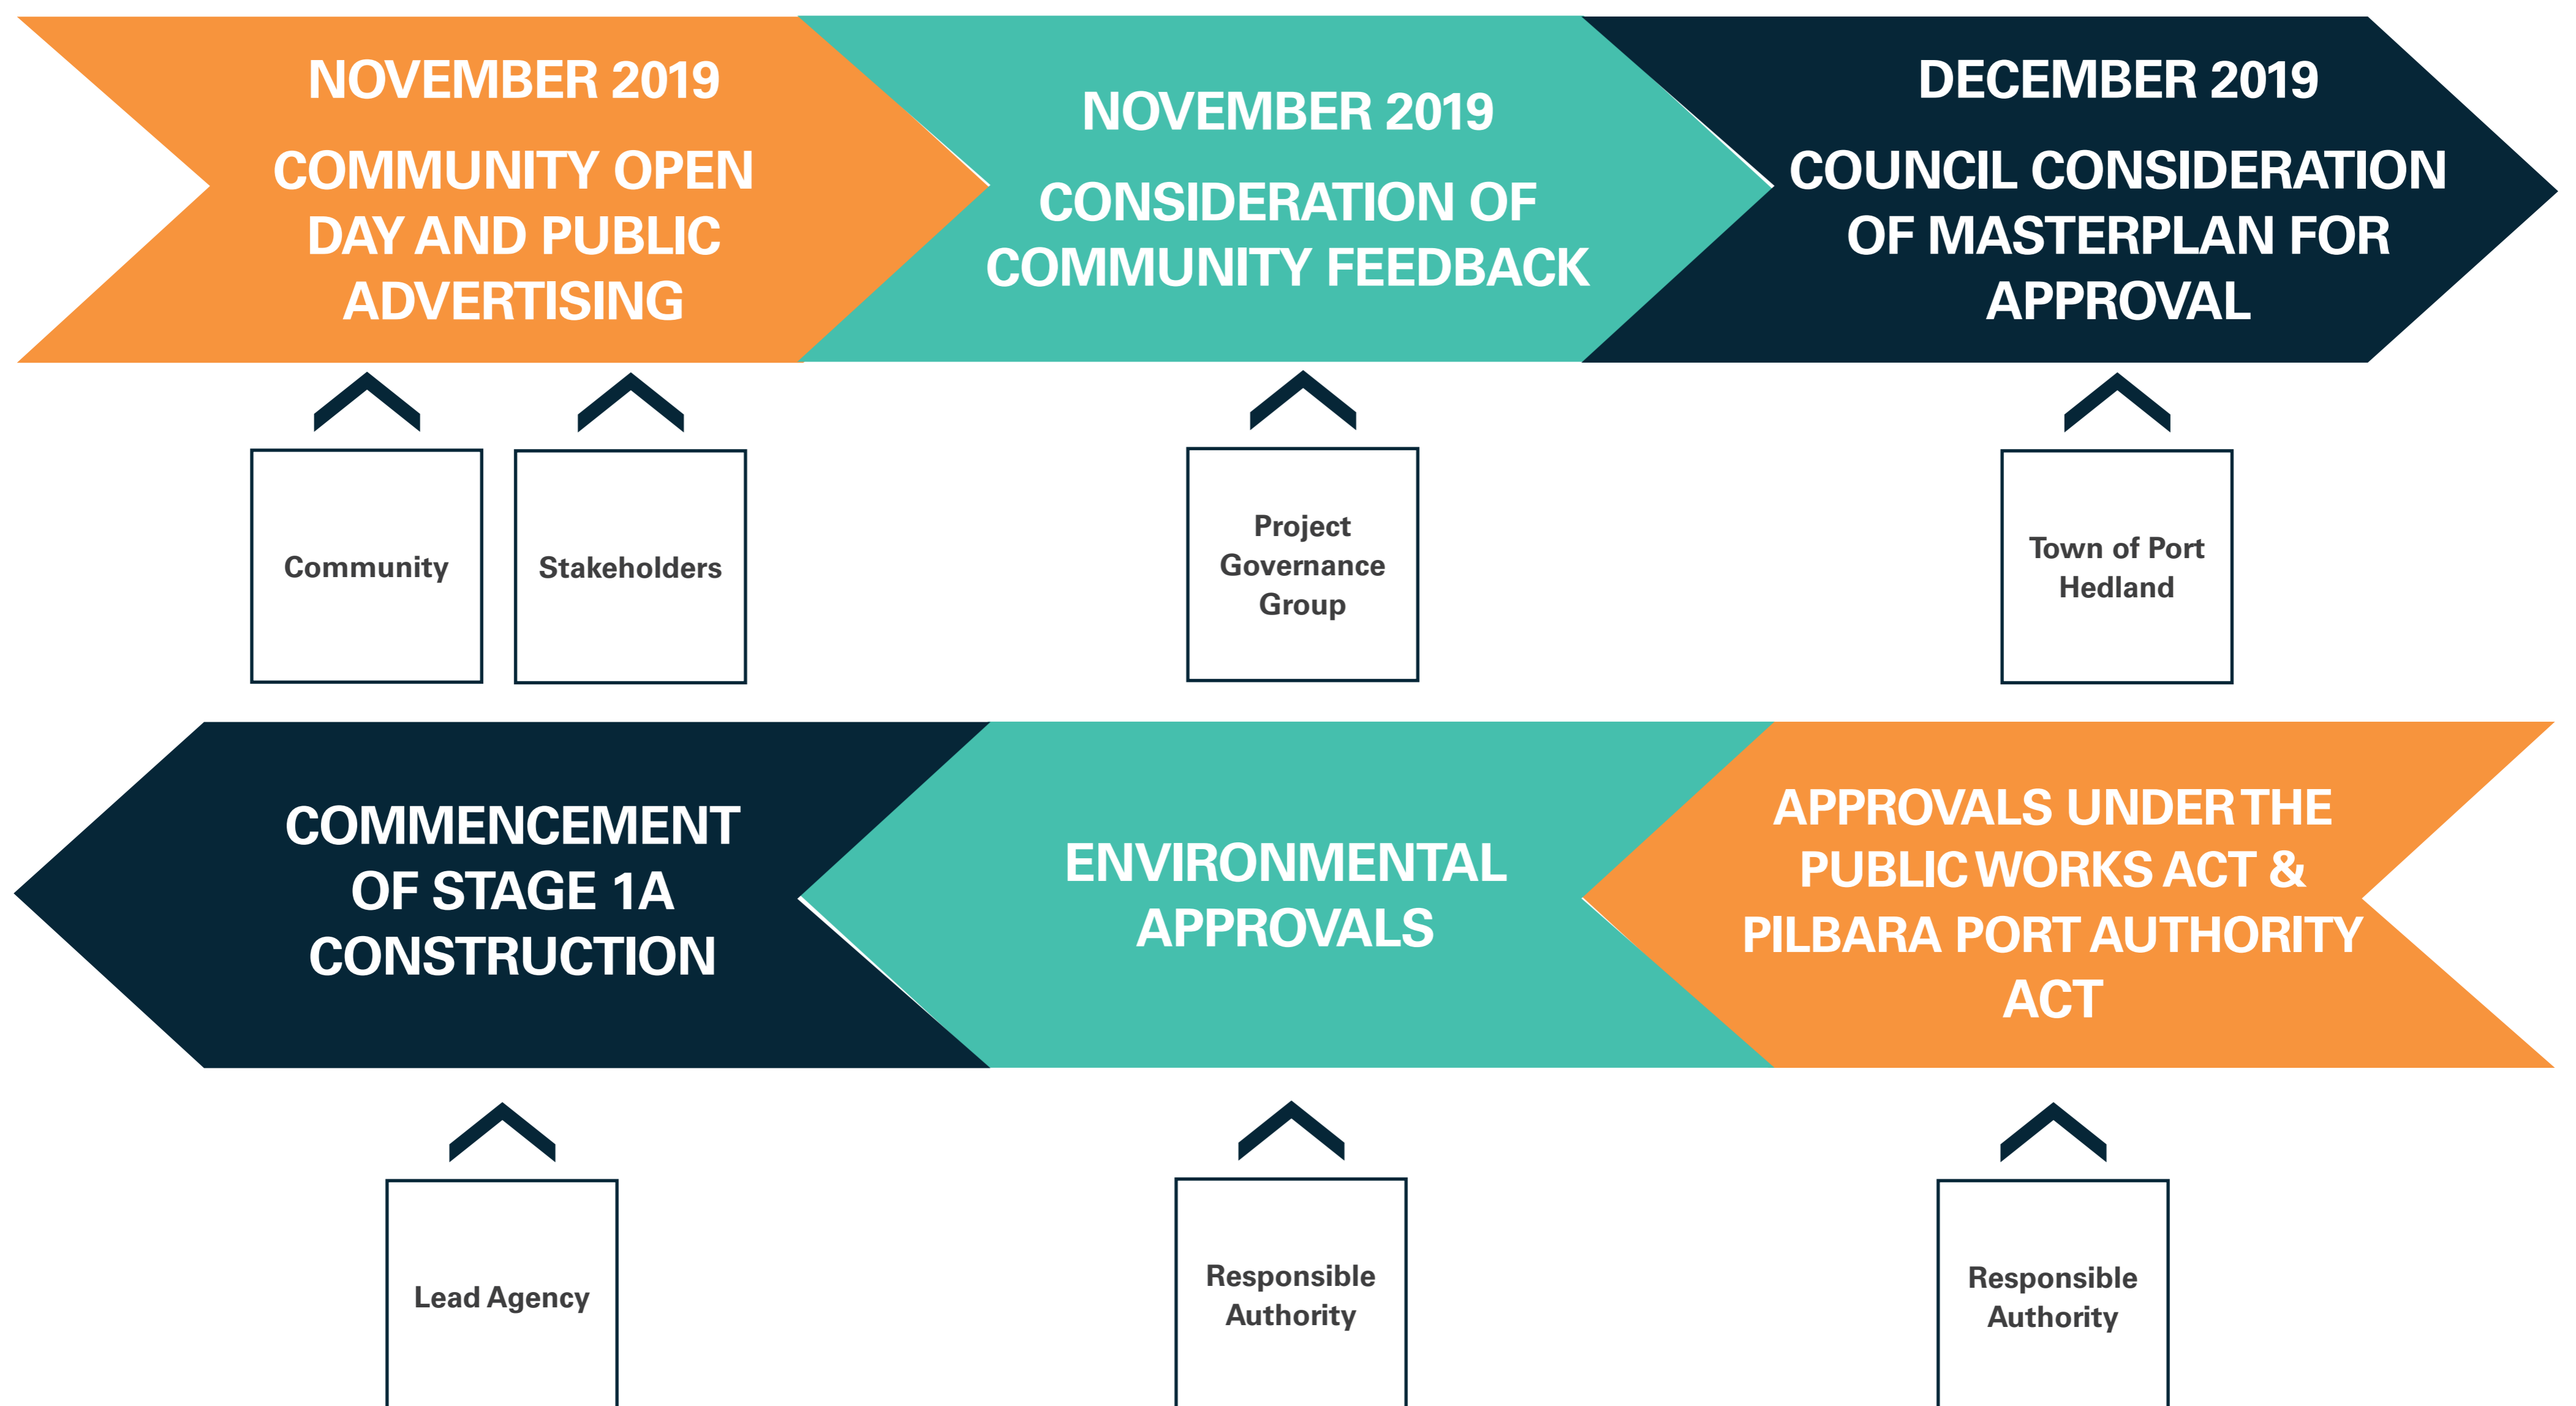 NOVEMBER 2019
COMMUNITY OPEN
DAY AND PUBLIC
ADVERTISING
NOVEMBER 2019
CONSIDERATION OF
COMMUNITY FEEDBACK
DECEMBER 2019
COUNCIL CONSIDERATION
OF MASTERPLAN FOR
APPROVAL
Community
Stakeholders
Project
Governance
Group
Town of Port
Hedland
APPROVALS UNDER THE
PUBLIC WORKS ACT &
PILBARA PORT AUTHORITY
ACT
ENVIRONMENTAL
APPROVALS
COMMENCEMENT
OF STAGE 1A
CONSTRUCTION
Responsible
Authority
Responsible
Authority
Lead Agency